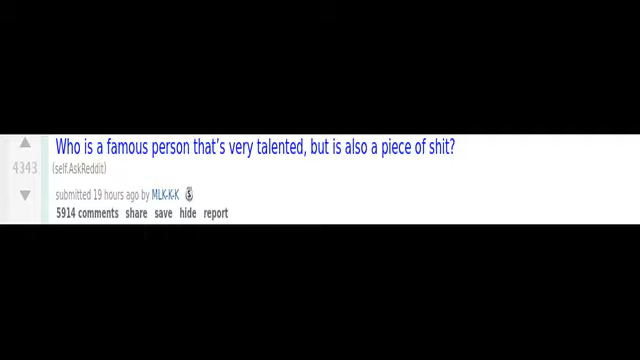 Who is a famous person that's very talented, but is also a piece of shit?
4343 (self.AskReddit)
submitted 19 hours ago by MLK-K-K
5914 comments share save hide report